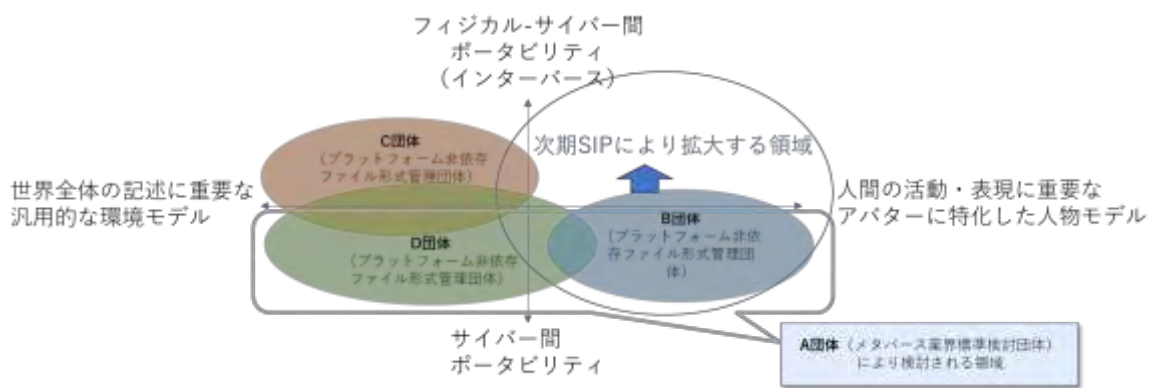 フィジカル-サイバー間
ポータビリティ
（インターバース）
C団体
（プラットフォーム非依存
ファイル形式管理団体）
次期SIPにより拡大する領域
世界全体の記述に重要な
汎用的な環境モデル
人間の活動・表現に重要な
アバターに特化した人物モデル
B団体
（プラットフォーム非依
存ファイル形式管理団
体）
D団体
（プラットフォーム非依存
ファイル形式管理団体）
サイバー間
ポータビリティ
A団体（メタバース業界標準検討団体）
により検討される領域